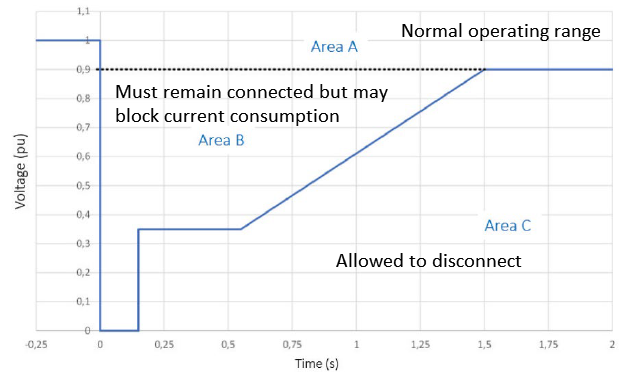 1,1
Normal operating range
Area A
1
0,9
Must remain connected but may
block current consumption
0,8
0,7
Area B
0,6
0,5
0,4
Area C
0,3
Allowed to disconnect
0,2
0,1
0
Voltage (pu)
-0,25 0 0,25 0,5 0,75 1 1,25 1,5 1,75 2
Time (s)